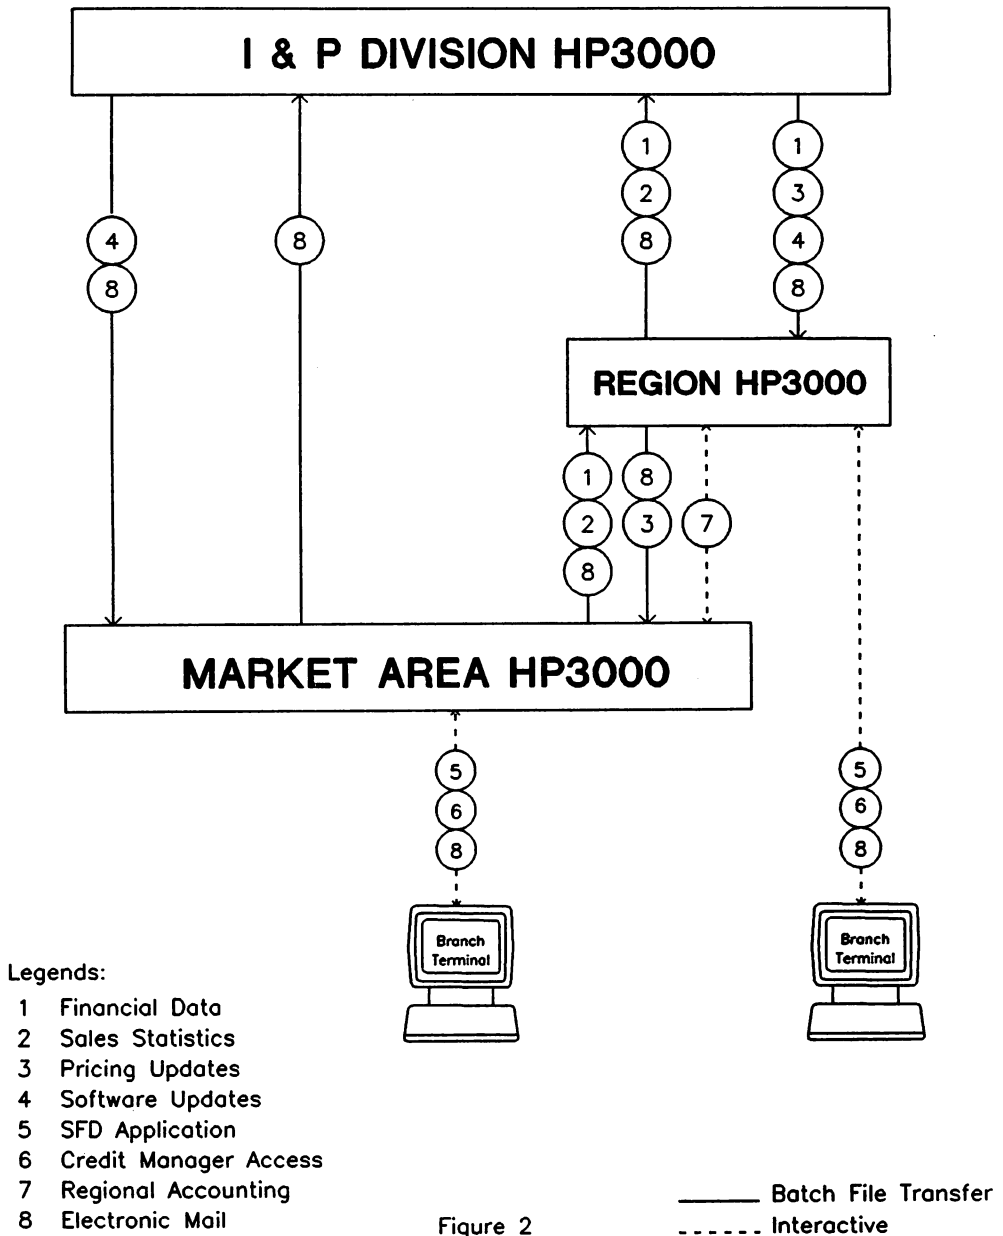 I & P DIVISION HP3000
4
8
8
1
2
8
1
3
4
8
REGION HP3000
1
2
8
8
3
7
MARKET AREA HP3000
5
6
8
5
6
8
Branch
Terminal
Branch
Terminal
Legends:
1 Financial Data
2 Sales Statistics
3 Pricing Updates
4 Software Updates
5 SFD Application
6 Credit Manager Access
7 Regional Accounting
8 Electronic Mail
Figure 2
Batch File Transfer
Interactive